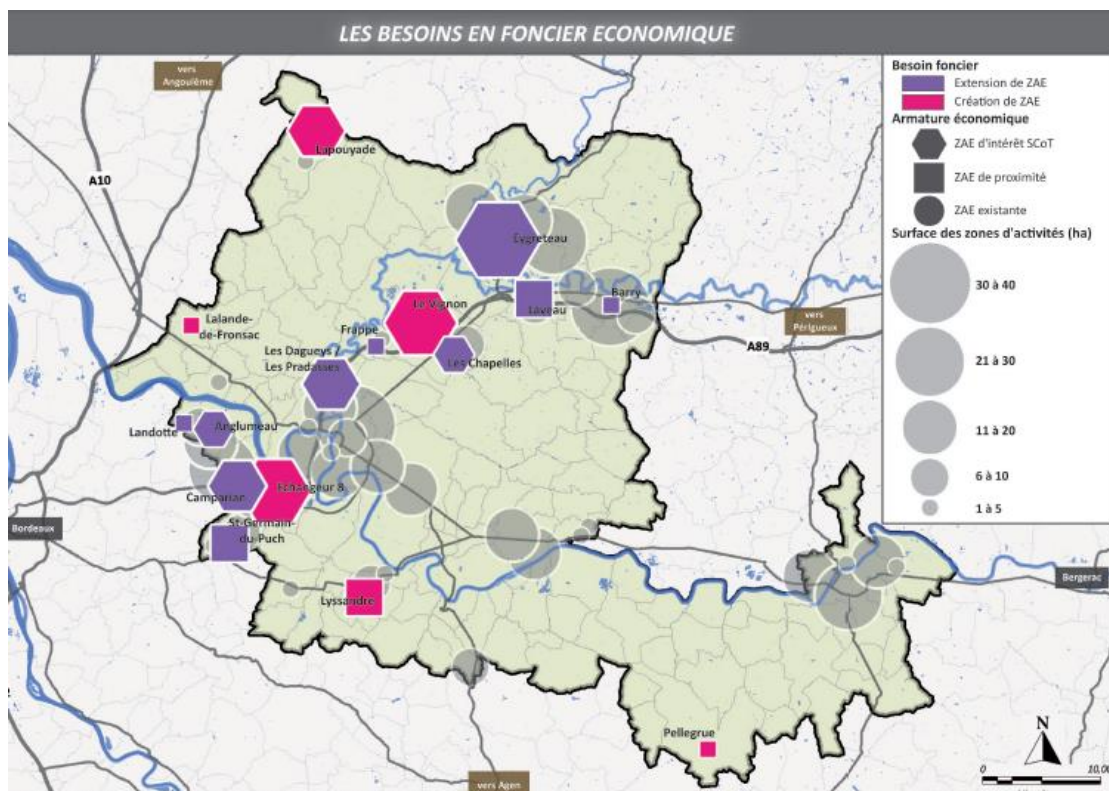 LES BESOINS EN FONCIER ECONOMIQUE
vers
Angoulême
A10
Lapouyade
Eygreteau
Le Vignon
Laveau
Barry
vers
Périgueux
A89
Lalande-
de-Fronsac
Frappe
Les Dagueys /
Les Pradasses
Les Chapelles
Landotte
Anglumeau
Camparian
Echangeur 8
Bordeaux
St-Germain-
du-Puch
Lyssandre
Bergerac
Pellegrue
vers Agen
Besoin foncier
Extension de ZAE
Création de ZAE
Armature économique
ZAE d'intérêt SCoT
ZAE de proximité
ZAE existante
Surface des zones d'activités (ha)
30 à 40
21 à 30
11 à 20
6 à 10
1 à 5
N
0